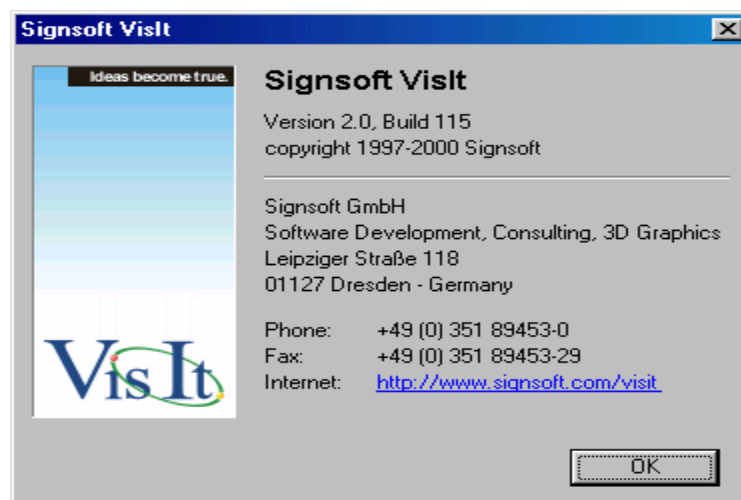 Signsoft VisIt
Ideas become true.
Signsoft VisIt
Version 2.0, Build 115
copyright 1997-2000 Signsoft
Signsoft GmbH
Software Development, Consulting, 3D Graphics
Leipziger Straße 118
01127 Dresden - Germany
Phone: +49 (0) 351 89453-0
Fax: +49 (0) 351 89453-29
Internet: http://www.signsoft.com/visit
VisIt
OK